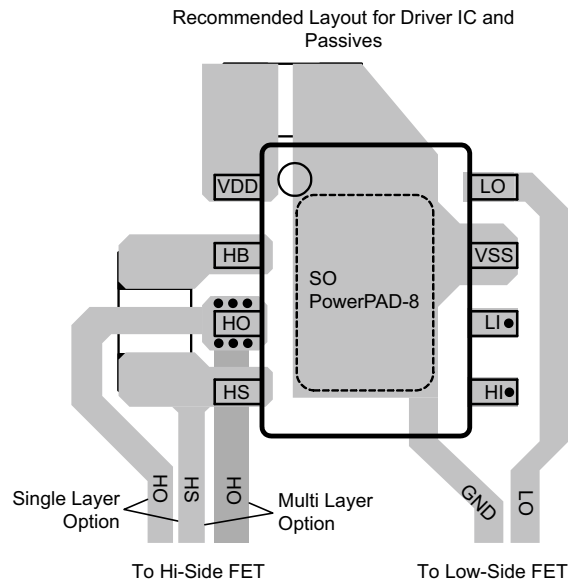 Recommended Layout for Driver IC and
Passives
VDD
LO
HB
VSS
SO
PowerPAD-8
HO
LI
HS
HI
HO
HS
HO
GND
LO
Single Layer
Option
Multi Layer
Option
To Hi-Side FET
To Low-Side FET